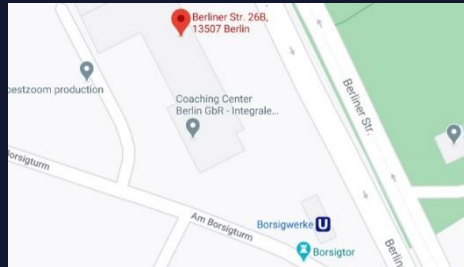 Berliner Str. 26B,
13507 Berlin
bestzoom production
Coaching Center
Berlin GbR - Integrale...
Berliner Str.
Borsigturm
Am Borsigturm
Borsigwerke U
Borsigtor
Berlin